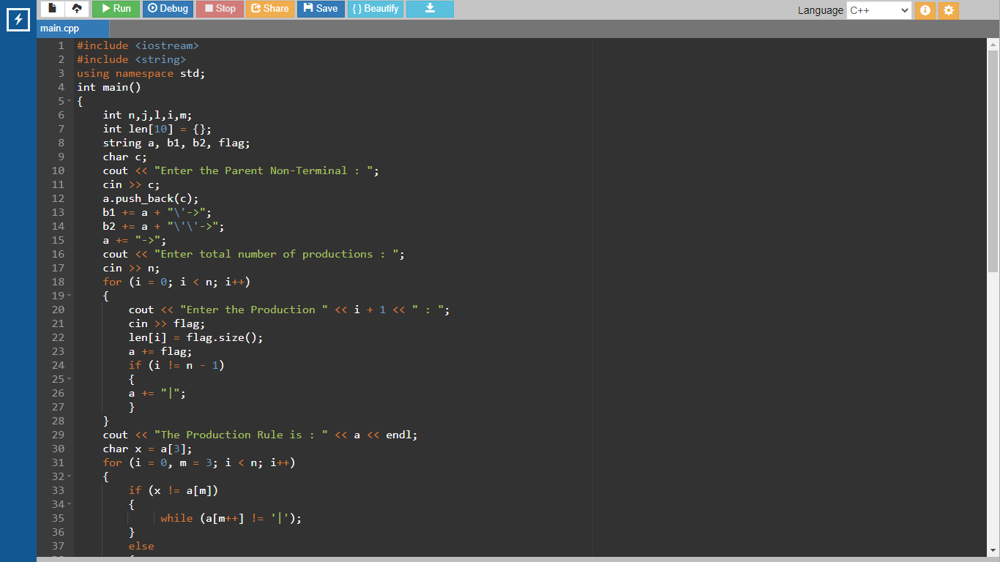 Run Debug Stop Share Save { } Beautify Language C++
main.cpp
1 #include <iostream>
2 #include <string>
3 using namespace std;
4 int main()
5 {
6 int n,j,l,i,m;
7 int len[10] = {};
8 string a, b1, b2, flag;
9 char c;
10 cout << "Enter the Parent Non-Terminal : ";
11 cin >> c;
12 a.push_back(c);
13 b1 += a + "\'->";
14 b2 += a + "\'\'->";
15 a += "->";
16 cout << "Enter total number of productions : ";
17 cin >> n;
18 for (i = 0; i < n; i++)
19 {
20 cout << "Enter the Production " << i + 1 << " : ";
21 cin >> flag;
22 len[i] = flag.size();
23 a += flag;
24 if (i != n - 1)
25 {
26 a += "|";
27 }
28 }
29 cout << "The Production Rule is : " << a << endl;
30 char x = a[3];
31 for (i = 0, m = 3; i < n; i++)
32 {
33 if (x != a[m])
34 {
35 while (a[m++] != '|');
36 }
37 else